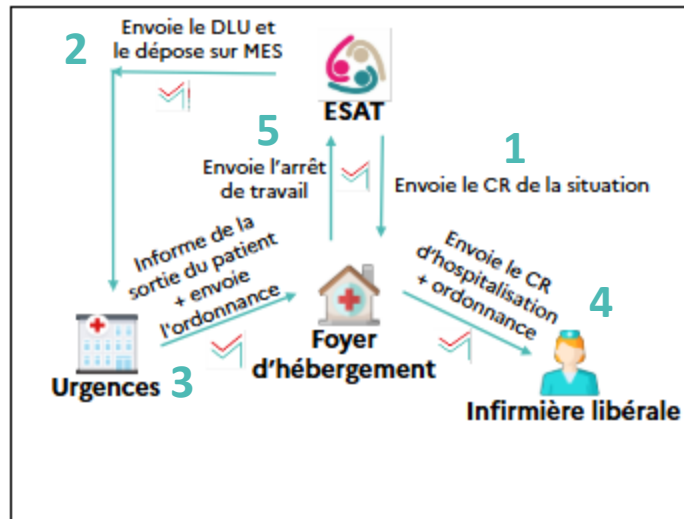 2
Envoie le DLU et
le dépose sur MES
ESAT
5
Envoie l'arrêt
de travail
1
Envoie le CR de la situation
Informe de la
sortie du patient
+ envoie
l'ordonnance
Envoie le CR
d'hospitalisation
+ ordonnance
4
Urgences
3
Foyer
d'hébergement
Infirmière libérale